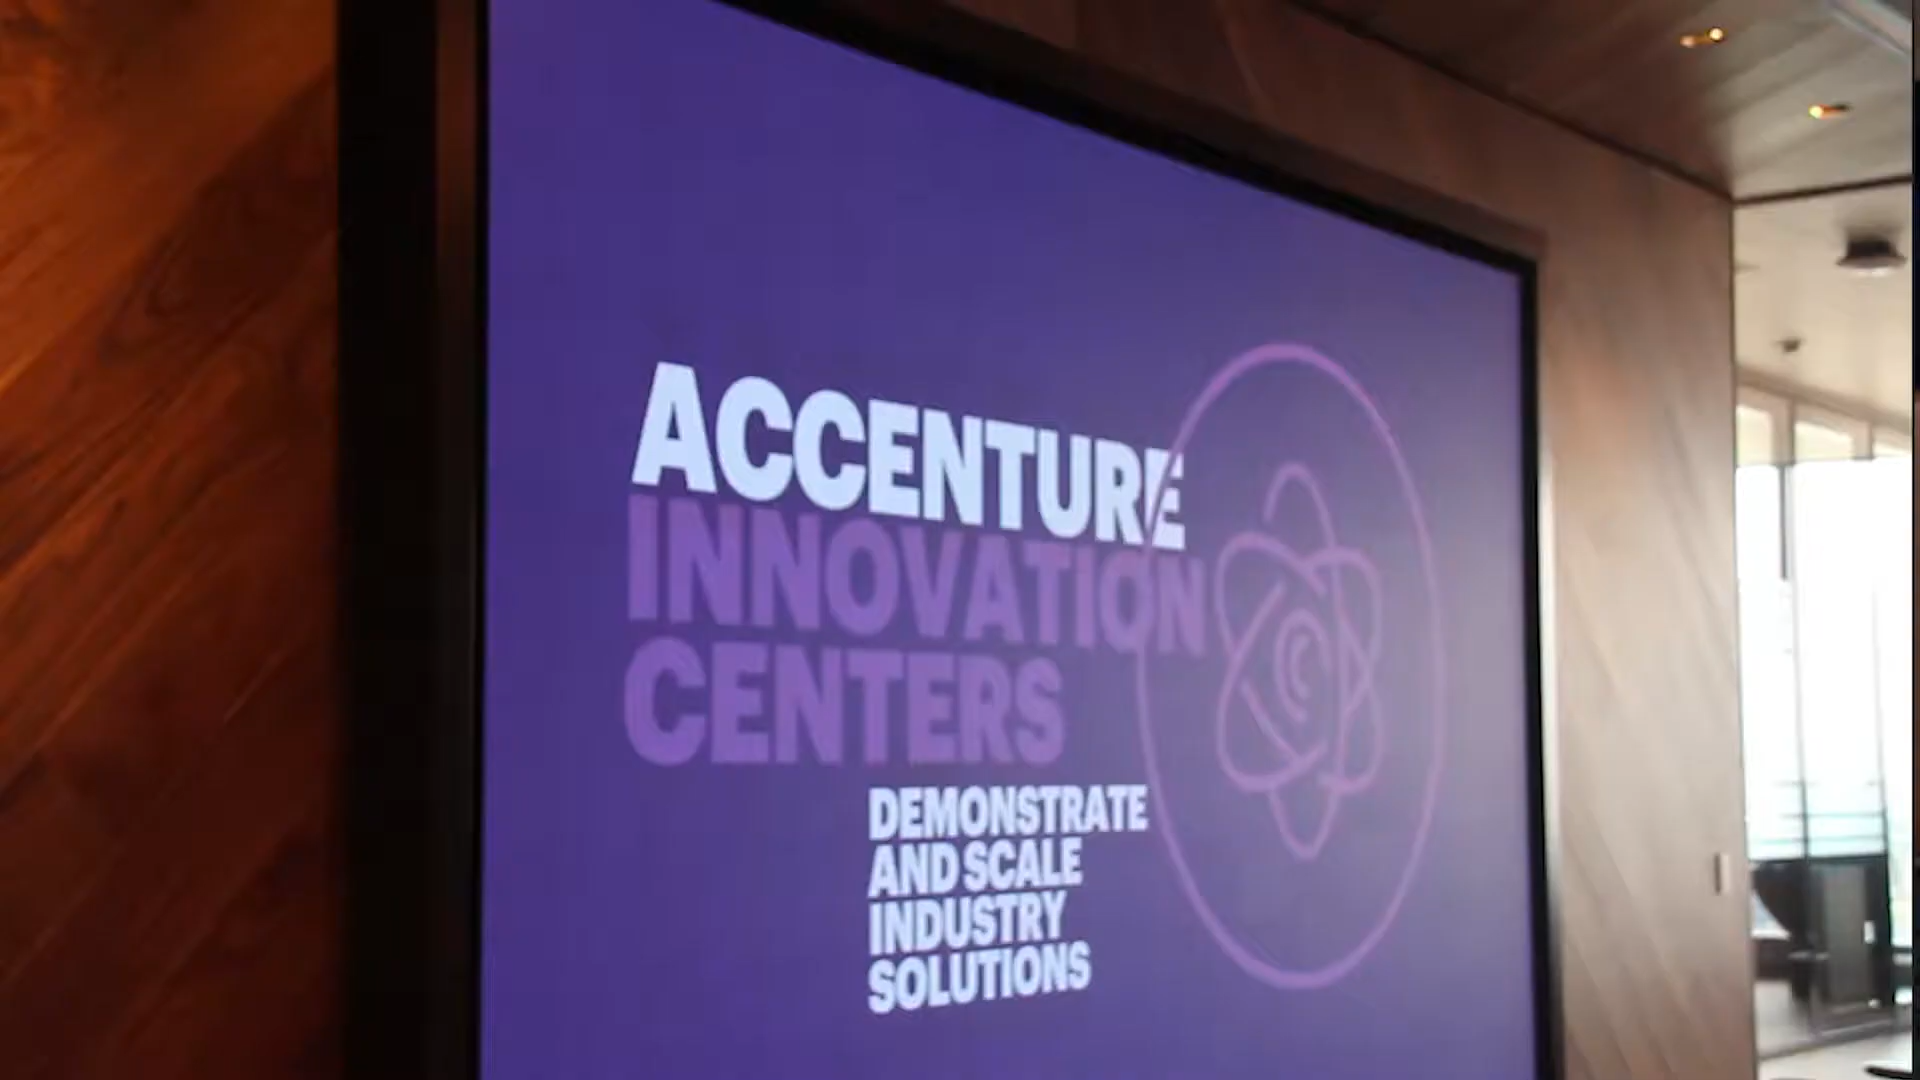 ACCENTURE
INNOVATION
CENTERS
DEMONSTRATE
AND SCALE
INDUSTRY
SOLUTIONS